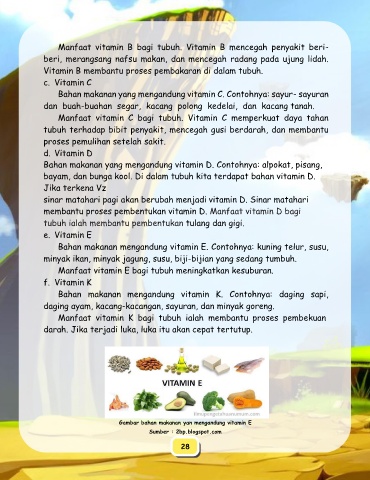 Manfaat vitamin B bagi tubuh. Vitamin B mencegah penyakit beri-
beri, merangsang nafsu makan, dan mencegah radang pada ujung lidah.
Vitamin B membantu proses pembakaran di dalam tubuh.
c. Vitamin C
Bahan makanan yang mengandung vitamin C. Contohnya: sayur- sayuran
dan buah-buahan segar, kacang polong kedelai, dan kacang tanah.
Manfaat vitamin C bagi tubuh. Vitamin C memperkuat daya tahan
tubuh terhadap bibit penyakit, mencegah gusi berdarah, dan membantu
proses pemulihan setelah sakit.
d. Vitamin D
Bahan makanan yang mengandung vitamin D. Contohnya: alpokat, pisang,
bayam, dan bunga kool. Di dalam tubuh kita terdapat bahan vitamin D.
Jika terkena Vz
sinar matahari pagi akan berubah menjadi vitamin D. Sinar matahari
membantu proses pembentukan vitamin D. Manfaat vitamin D bagi
tubuh ialah membantu pembentukan tulang dan gigi.
e. Vitamin E
Bahan makanan mengandung vitamin E. Contohnya: kuning telur, susu,
minyak ikan, minyak jagung, susu, biji-bijian yang sedang tumbuh.
Manfaat vitamin E bagi tubuh meningkatkan kesuburan.
f. Vitamin K
Bahan makanan mengandung vitamin K. Contohnya: daging sapi,
daging ayam, kacang-kacangan, sayuran, dan minyak goreng.
Manfaat vitamin K bagi tubuh ialah membantu proses pembekuan
darah. Jika terjadi luka, luka itu akan cepat tertutup.
VITAMIN E
Gambar bahan makanan yan mengandung vitamin E
Sumber : 2bp.blogspot.com
28